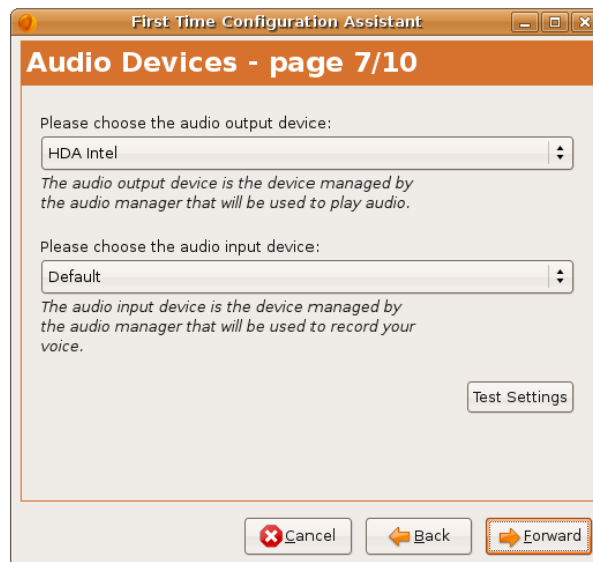 First Time Configuration Assistant
Audio Devices - page 7/10
Please choose the audio output device:
HDA Intel
The audio output device is the device managed by
the audio manager that will be used to play audio.
Please choose the audio input device:
Default
The audio input device is the device managed by
the audio manager that will be used to record your
voice.
Test Settings
Cancel Back Forward